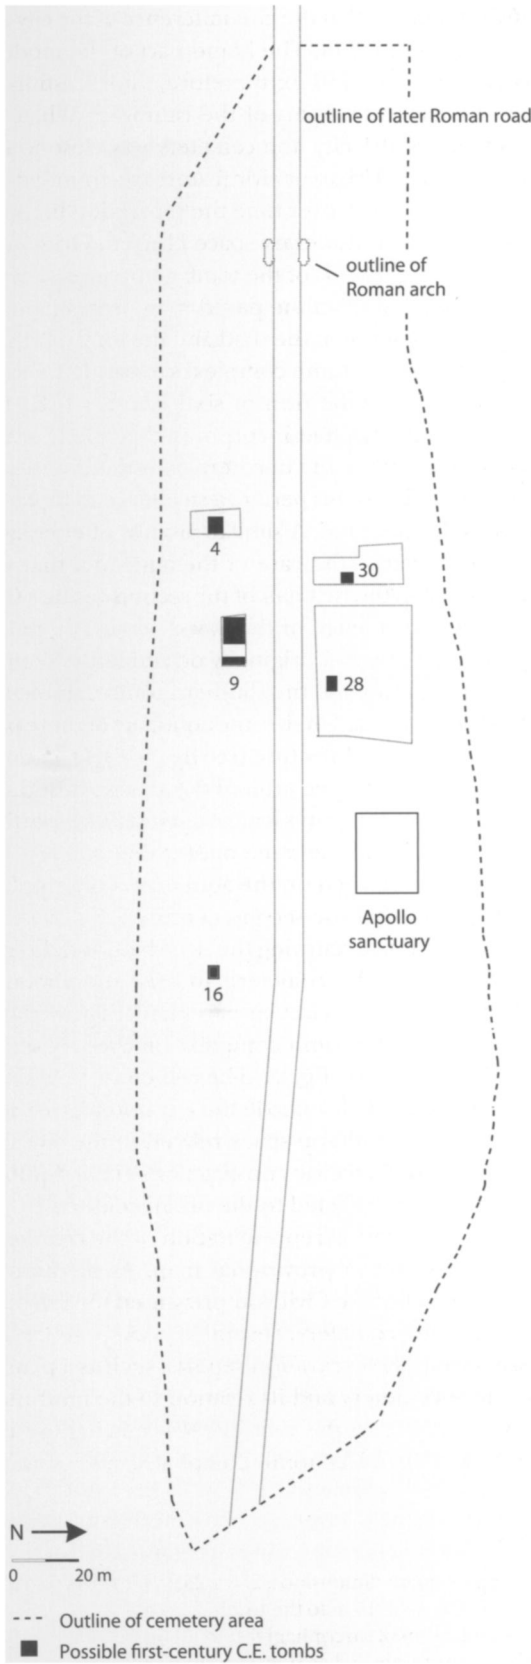 outline of later Roman road
outline of
Roman arch
4
30
9
28
Apollo
sanctuary
16
N
0 20 m
Outline of cemetery area
Possible first-century C.E. tombs